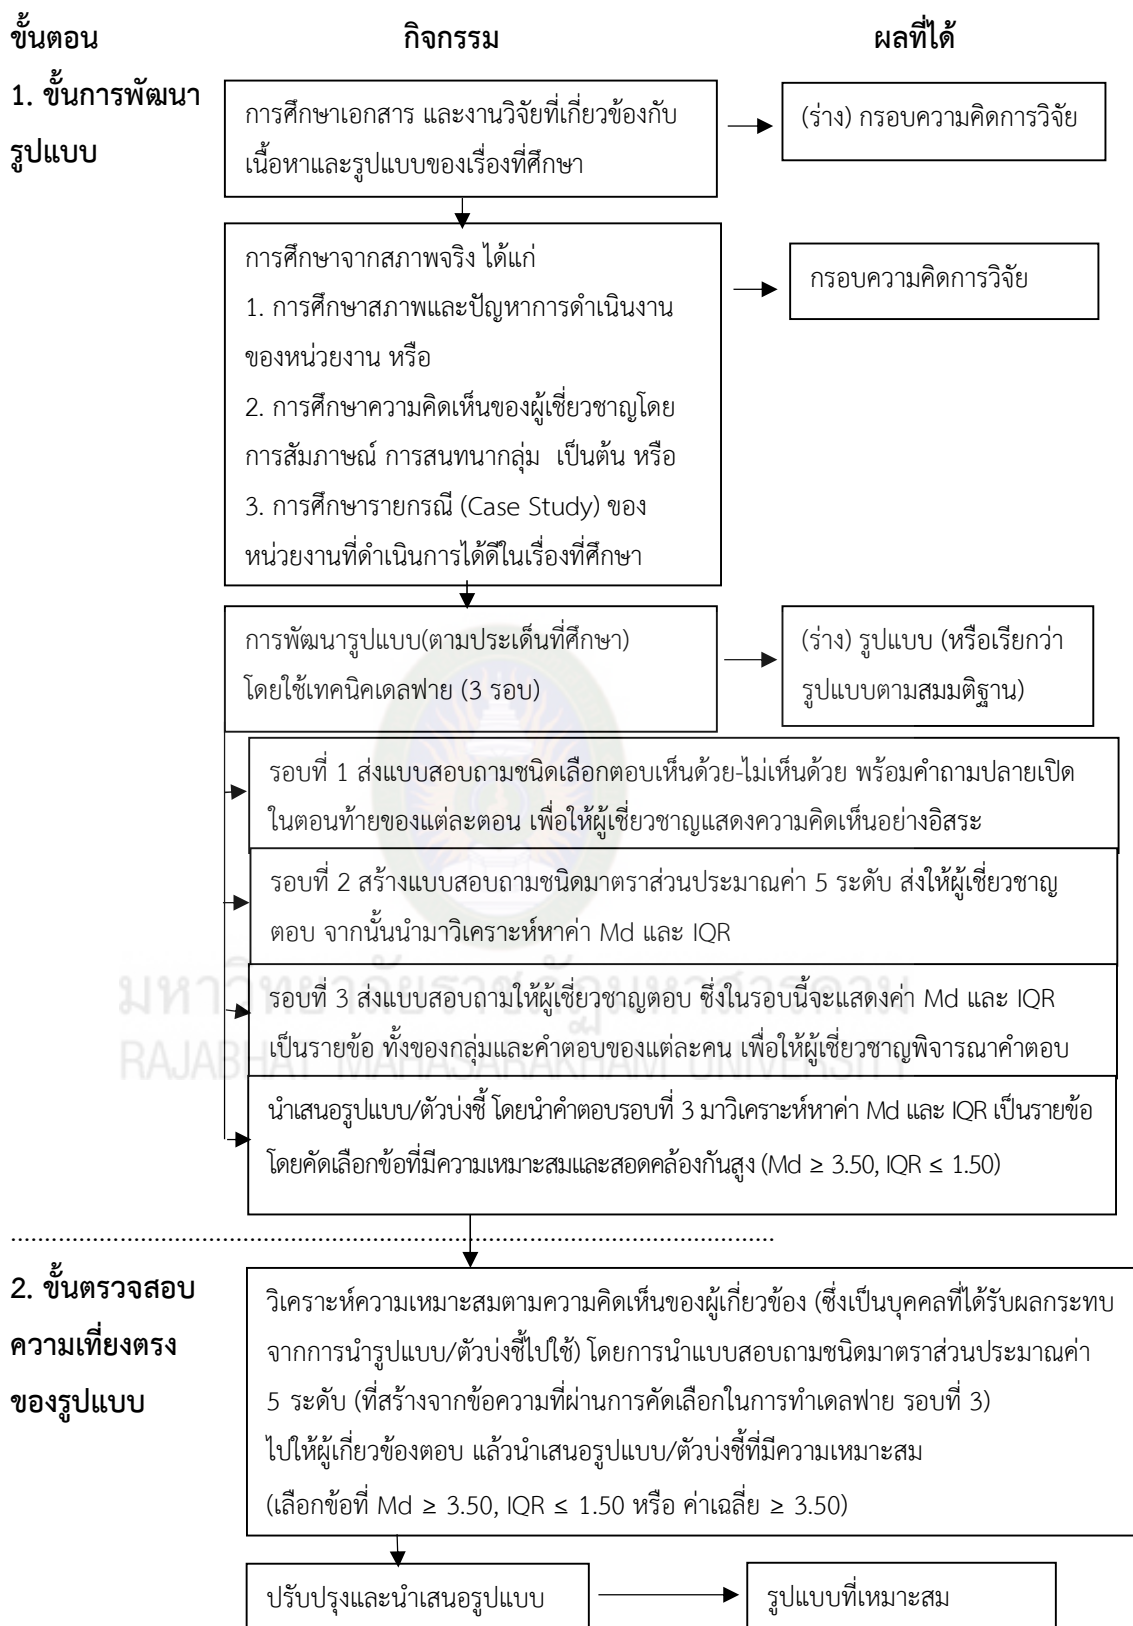 ขั้นตอน
กิจกรรม
ผลที่ได้
1. ขั้นการพัฒนา
รูปแบบ
การศึกษาเอกสาร และงานวิจัยที่เกี่ยวข้องกับ
เนื้อหาและรูปแบบของเรื่องที่ศึกษา
(ร่าง) กรอบความคิดการวิจัย
การศึกษาจากสภาพจริง ได้แก่
1. การศึกษาสภาพและปัญหาการดำเนินงาน
ของหน่วยงาน หรือ
2. การศึกษาความคิดเห็นของผู้เชี่ยวชาญโดย
การสัมภาษณ์ การสนทนากลุ่ม เป็นต้น หรือ
3. การศึกษารายกรณี (Case Study) ของ
หน่วยงานที่ดำเนินการได้ดีในเรื่องที่ศึกษา
กรอบความคิดการวิจัย
การพัฒนารูปแบบ(ตามประเด็นที่ศึกษา)
โดยใช้เทคนิคเดลฟาย (3 รอบ)
(ร่าง) รูปแบบ (หรือเรียกว่า
รูปแบบตามสมมติฐาน)
รอบที่ 1 ส่งแบบสอบถามชนิดเลือกตอบเห็นด้วย-ไม่เห็นด้วย พร้อมคำถามปลายเปิด
ในตอนท้ายของแต่ละตอน เพื่อให้ผู้เชี่ยวชาญแสดงความคิดเห็นอย่างอิสระ
รอบที่ 2 สร้างแบบสอบถามชนิดมาตราส่วนประมาณค่า 5 ระดับ ส่งให้ผู้เชี่ยวชาญ
ตอบ จากนั้นนำมาวิเคราะห์หาค่า Md และ IQR
มหาวิทยาลัยราชภัฏมหาสารคาม
RAJABHAT MAHASARAKHAM UNIVERSITY
รอบที่ 3 ส่งแบบสอบถามให้ผู้เชี่ยวชาญตอบ ซึ่งในรอบนี้จะแสดงค่า Md และ IQR
เป็นรายข้อ ทั้งของกลุ่มและคำตอบของแต่ละคน เพื่อให้ผู้เชี่ยวชาญพิจารณาคำตอบ
นำเสนอรูปแบบ/ตัวบ่งชี้ โดยนำคำตอบรอบที่ 3 มาวิเคราะห์หาค่า Md และ IQR เป็นรายข้อ
โดยคัดเลือกข้อที่มีความเหมาะสมและสอดคล้องกันสูง (Md ≥ 3.50, IQR ≤ 1.50)
2. ขั้นตรวจสอบ
ความเที่ยงตรง
ของรูปแบบ
วิเคราะห์ความเหมาะสมตามความคิดเห็นของผู้เกี่ยวข้อง (ซึ่งเป็นบุคคลที่ได้รับผลกระทบ
จากการนำรูปแบบ/ตัวบ่งชี้ไปใช้) โดยการนำแบบสอบถามชนิดมาตราส่วนประมาณค่า
5 ระดับ (ที่สร้างจากข้อความที่ผ่านการคัดเลือกในการทำเดลฟาย รอบที่ 3)
ไปให้ผู้เกี่ยวข้องตอบ แล้วนำเสนอรูปแบบ/ตัวบ่งชี้ที่มีความเหมาะสม
(เลือกข้อที่ Md ≥ 3.50, IQR ≤ 1.50 หรือ ค่าเฉลี่ย ≥ 3.50)
ปรับปรุงและนำเสนอรูปแบบ
รูปแบบที่เหมาะสม